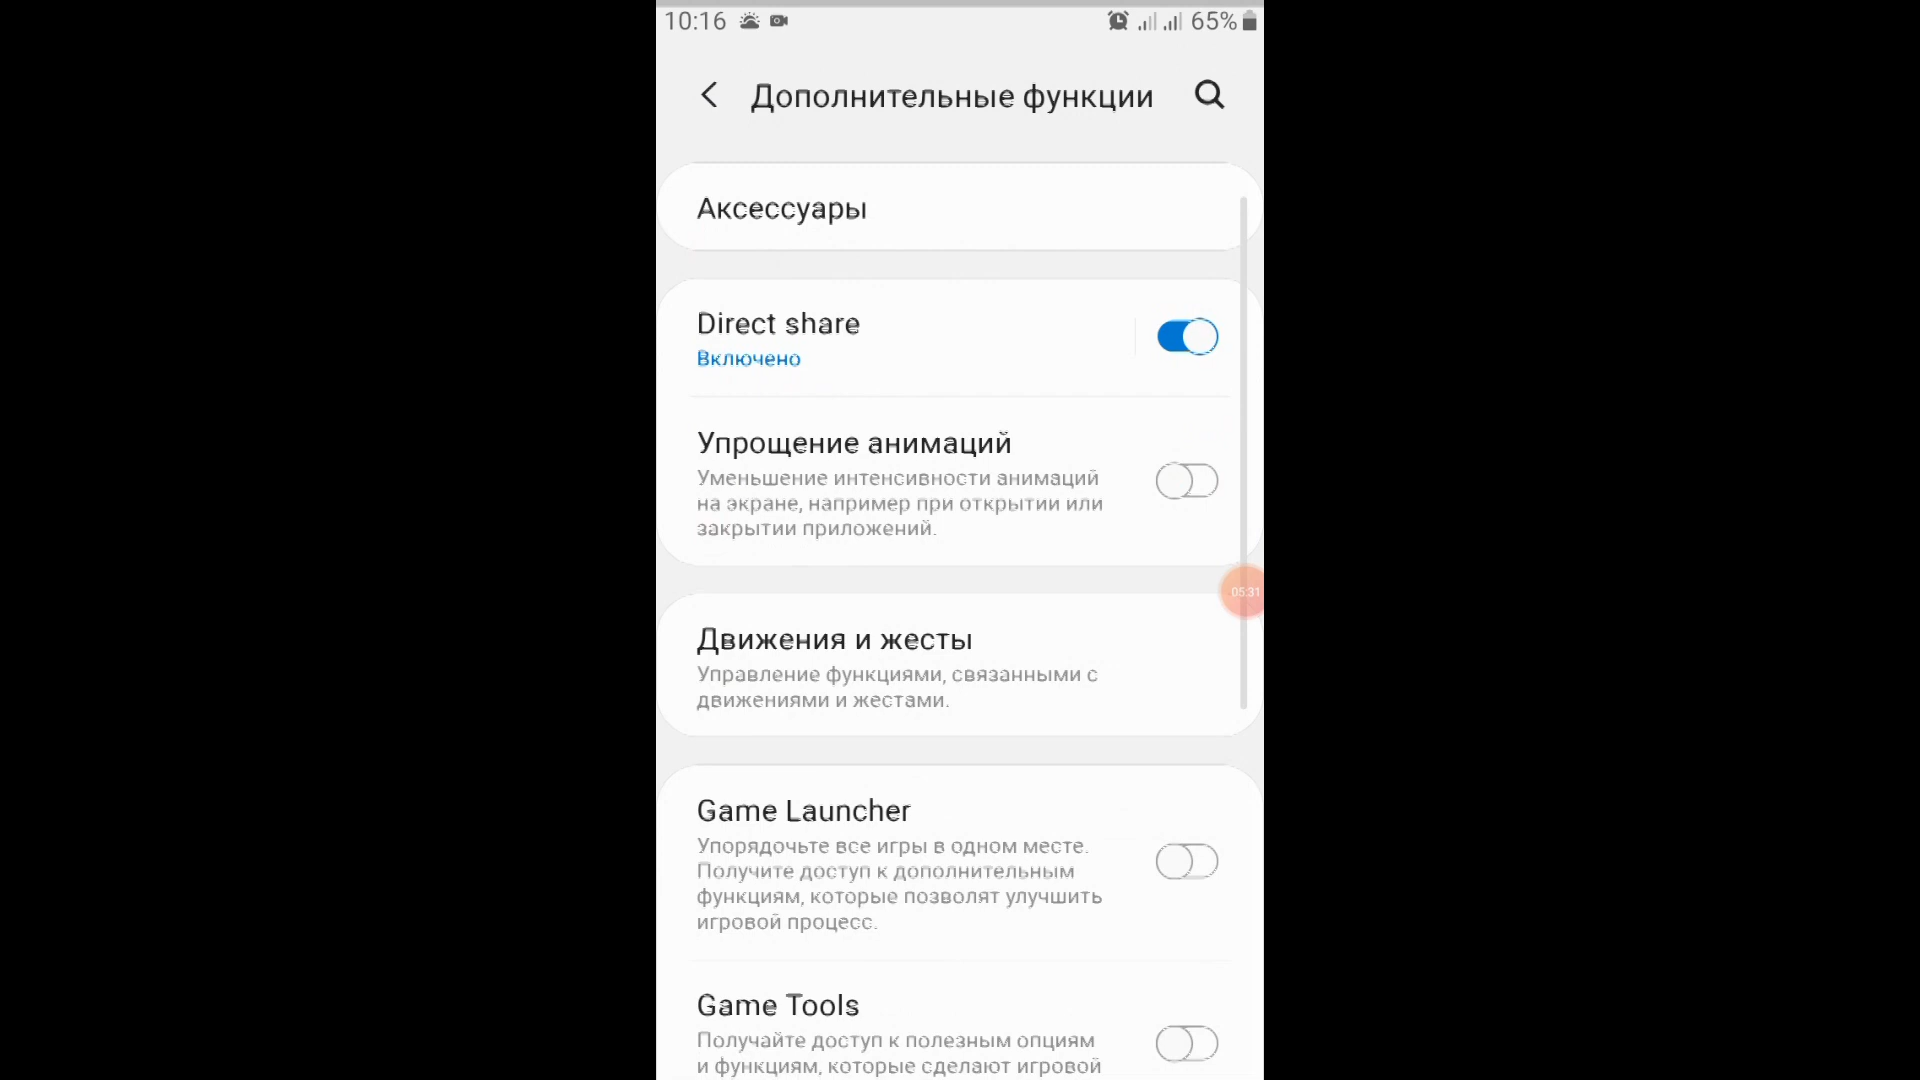 10:16 65%
Дополнительные функции
Аксессуары
Direct share
Включено
Упрощение анимаций
Уменьшение интенсивности анимаций
на экране, например при открытии или
закрытии приложений.
05:31
Движения и жесты
Управление функциями, связанными с
движениями и жестами.
Game Launcher
Упорядочьте все игры в одном месте.
Получите доступ к дополнительным
функциям, которые позволят улучшить
игровой процесс.
Game Tools
Получайте доступ к полезным опциям
и функциям, которые сделают игровой